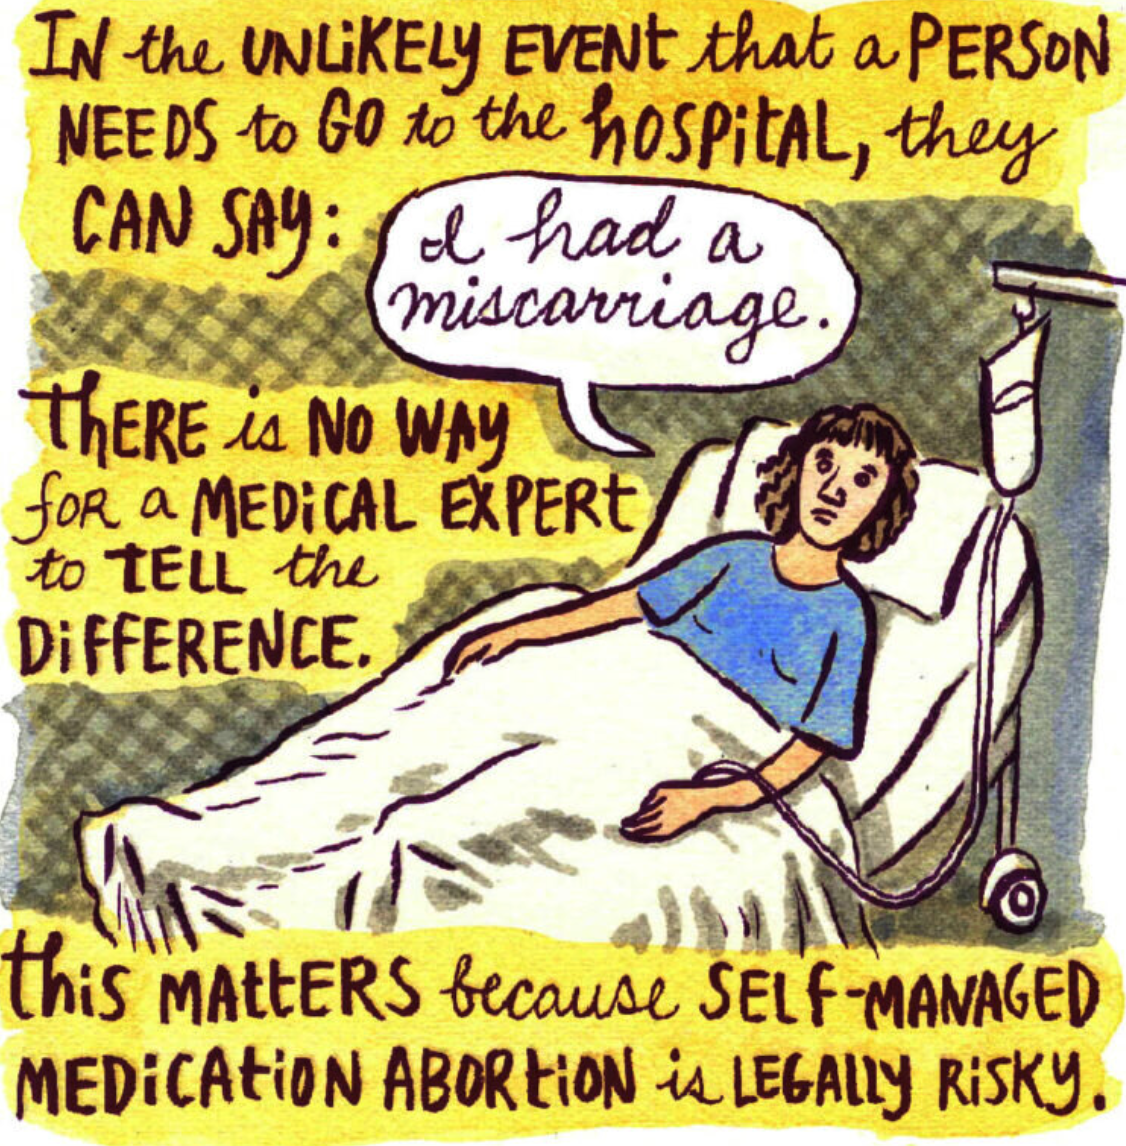 IN the UNLIKELY EVENT that a PERSON
NEEDS to GO to the HOSPITAL, they
CAN SAY:
I had a
miscarriage.
THERE is NO WAY
for a MEDICAL EXPERT
to TELL the
DIFFERENCE.
this MATTERS because SELF-MANAGED
MEDICATION ABORTION is LEGALLY RISKY.